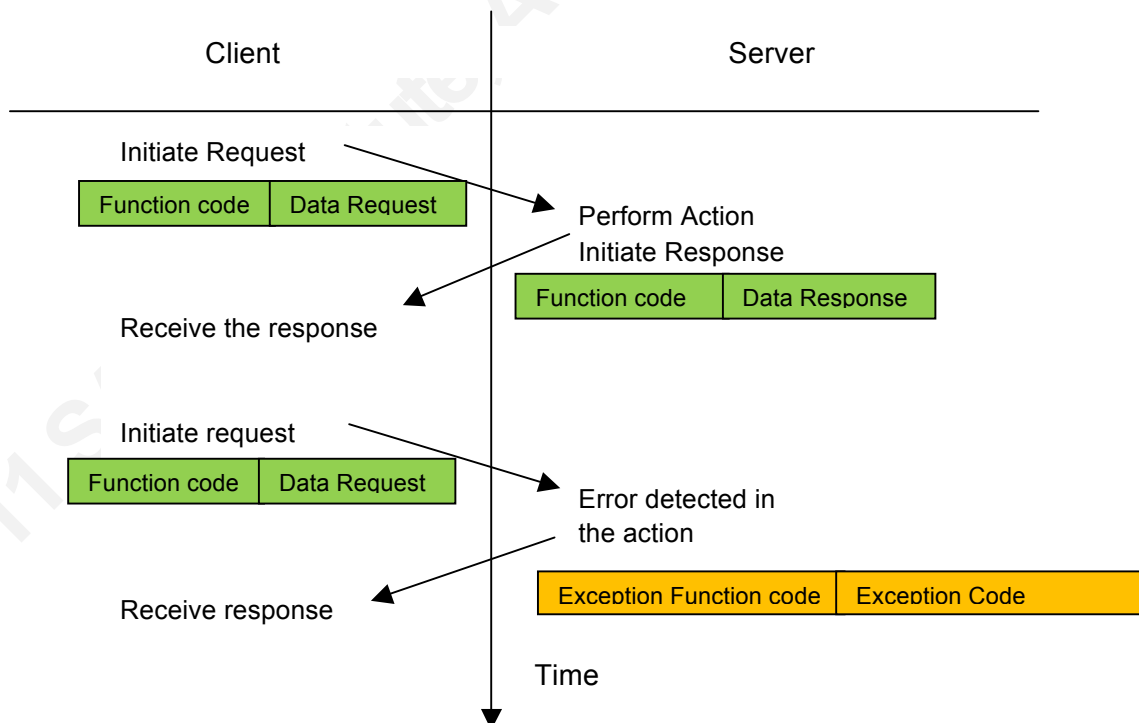 Client
Server
Initiate Request
Function code
Data Request
Perform Action
Initiate Response
Function code
Data Response
Receive the response
Initiate request
Function code
Data Request
Error detected in
the action
Exception Function code
Exception Code
Receive response
Time